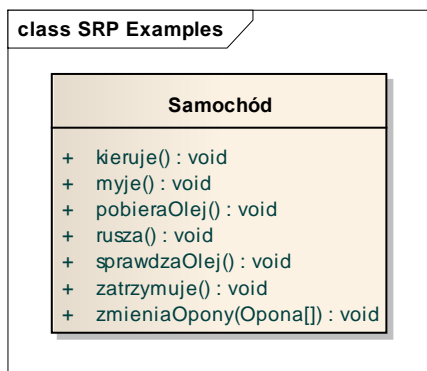 class SRP Examples
Samochód
+ kieruje() : void
+ myje() : void
+ pobieraOlej() : void
+ rusza() : void
+ sprawdzaOlej() : void
+ zatrzymuje() : void
+ zmieniaOpony(Opona[]) : void